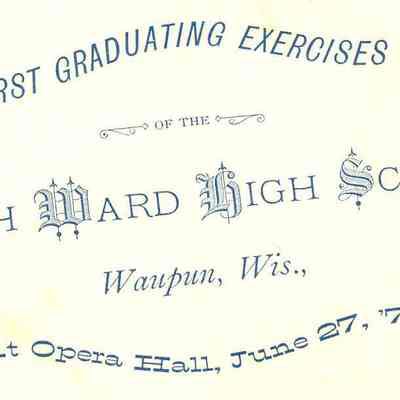 RST GRADUATING EXERCISES
OF THE
H WARD HIGH SC
Waupun, Wis.,
t Opera Hall, June 27, '7